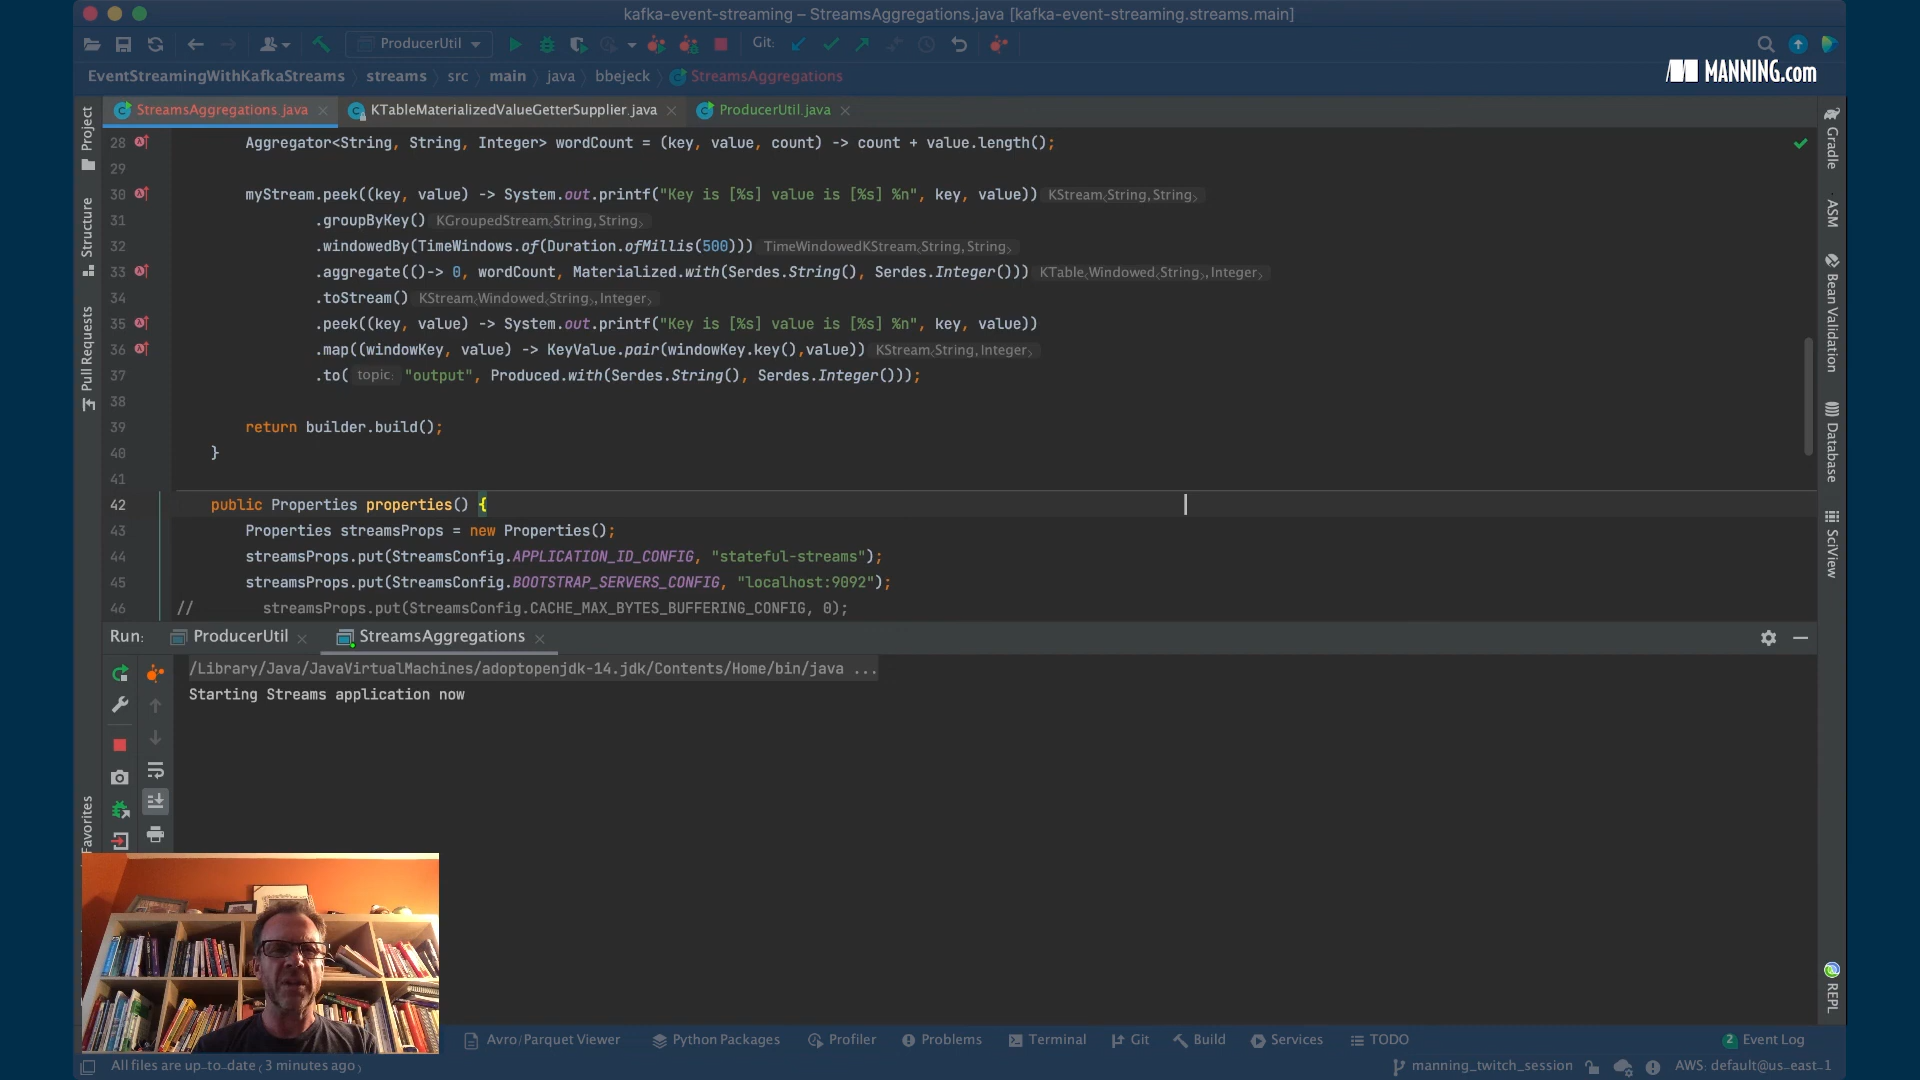 kafka-event-streaming – StreamsAggregations.java [kafka-event-streaming.streams.main]
ProducerUtil
Git:
EventStreamingWithKafkaStreams
streams
src
main
java
bbejeck
StreamsAggregations
MANNING.com
StreamsAggregations.java
KTableMaterializedValueGetterSupplier.java
ProducerUtil.java
28 Aggregator<String, String, Integer> wordCount = (key, value, count) -> count + value.length();
29
30 myStream.peek((key, value) -> System.out.printf("Key is [%s] value is [%s] %n", key, value)) KStream<String,String>
31 .groupByKey() KGroupedStream<String,String>
32 .windowedBy(TimeWindows.of(Duration.ofMillis(500))) TimeWindowedKStream<String,String>
33 .aggregate(()-> 0, wordCount, Materialized.with(Serdes.String(), Serdes.Integer())) KTable<Windowed<String>,Integer>
34 .toStream() KStream<Windowed<String>,Integer>
35 .peek((key, value) -> System.out.printf("Key is [%s] value is [%s] %n", key, value))
36 .map((windowKey, value) -> KeyValue.pair(windowKey.key(),value)) KStream<String,Integer>
37 .to( topic: "output", Produced.with(Serdes.String(), Serdes.Integer()));
38
39 return builder.build();
40 }
41
42 public Properties properties() {
43 Properties streamsProps = new Properties();
44 streamsProps.put(StreamsConfig.APPLICATION_ID_CONFIG, "stateful-streams");
45 streamsProps.put(StreamsConfig.BOOTSTRAP_SERVERS_CONFIG, "localhost:9092");
46 // streamsProps.put(StreamsConfig.CACHE_MAX_BYTES_BUFFERING_CONFIG, 0);
Project
Structure
Pull Requests
Favorites
Gradle
ASM
Bean Validation
Database
SciView
REPL
Run:
ProducerUtil
StreamsAggregations
/Library/Java/JavaVirtualMachines/adoptopenjdk-14.jdk/Contents/Home/bin/java ...
Starting Streams application now
Avro/Parquet Viewer
Python Packages
Profiler
Problems
Terminal
Git
Build
Services
TODO
2 Event Log
All files are up-to-date (3 minutes ago)
manning_twitch_session
AWS: default@us-east-1